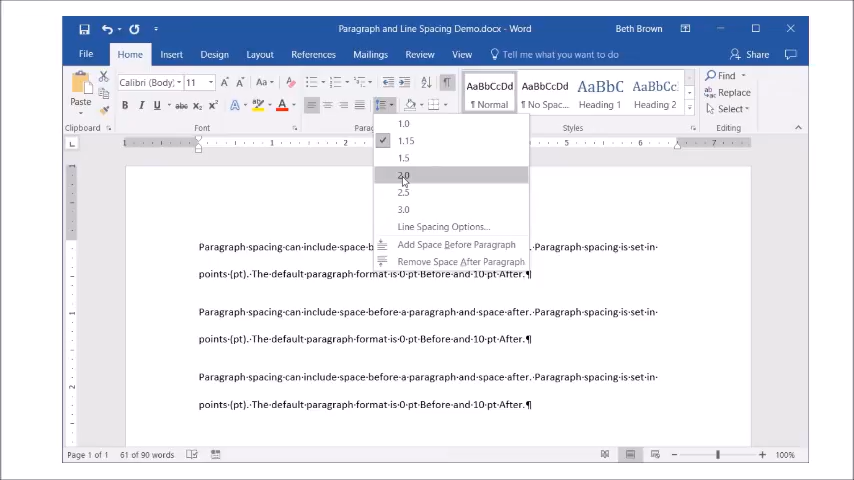 Paragraph and Line Spacing Demo.docx - Word
Beth Brown
File Home Insert Design Layout References Mailings Review View Tell me what you want to do Share
Paste
Calibri (Body) 11
AaBbCcDd AaBbCcDd AaBbC AaBbCc
¶ Normal ¶ No Spac... Heading 1 Heading 2
Find
Replace
Select
Clipboard Font Parag Styles Editing
1.0
1.15
1.5
2.0
2.5
3.0
Line Spacing Options...
Add Space Before Paragraph
Remove Space After Paragraph
1 1 2 5 6 7
Paragraph·spacing·can·include·space·b
Paragraph·spacing·is·set·in·
points·(pt).·The·default·paragraph·format·is·0·pt·Before·and·10·pt·After.¶
Paragraph·spacing·can·include·space·before·a·paragraph·and·space·after.·Paragraph·spacing·is·set·in·
points·(pt).·The·default·paragraph·format·is·0·pt·Before·and·10·pt·After.¶
Paragraph·spacing·can·include·space·before·a·paragraph·and·space·after.·Paragraph·spacing·is·set·in·
points·(pt).·The·default·paragraph·format·is·0·pt·Before·and·10·pt·After.¶
Page 1 of 1 61 of 90 words 100%